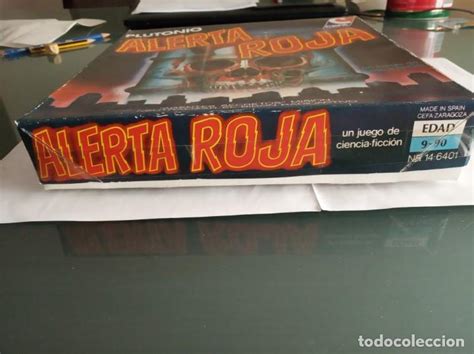 PLUTONIO
ALERTA ROJA
ALERTA ROJA
un juego de
ciencia-ficción
MADE IN SPAIN
CEFA ZARAGOZA
EDAD
9-90
NR 14-6401
todocoleccion